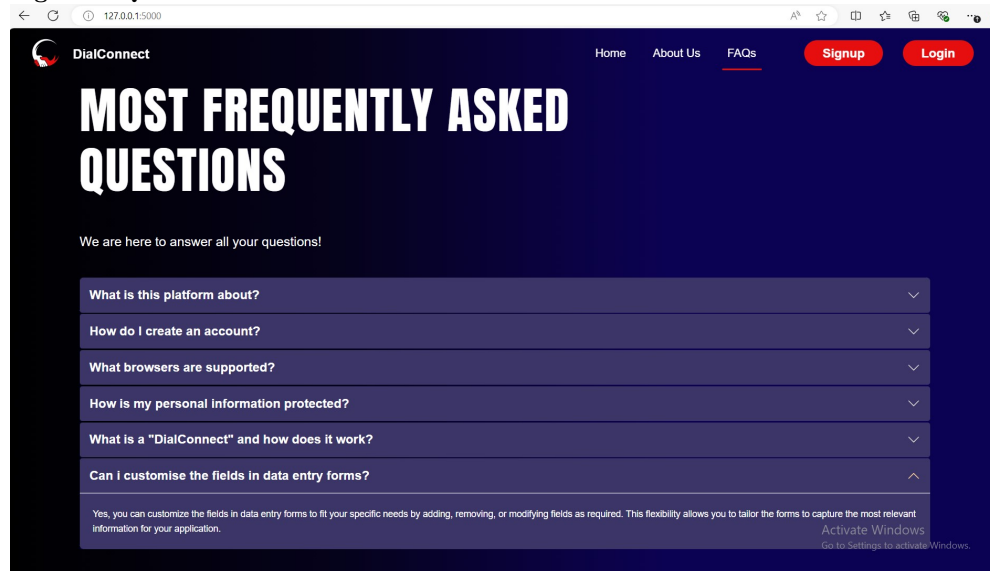 127.0.0.1:5000
DialConnect Home About Us FAQs Signup Login
MOST FREQUENTLY ASKED
QUESTIONS
We are here to answer all your questions!
What is this platform about?
How do I create an account?
What browsers are supported?
How is my personal information protected?
What is a "DialConnect" and how does it work?
Can i customise the fields in data entry forms?
Yes, you can customize the fields in data entry forms to fit your specific needs by adding, removing, or modifying fields as required. This flexibility allows you to tailor the forms to capture the most relevant
information for your application.
Activate Windows
Go to Settings to activate Windows.